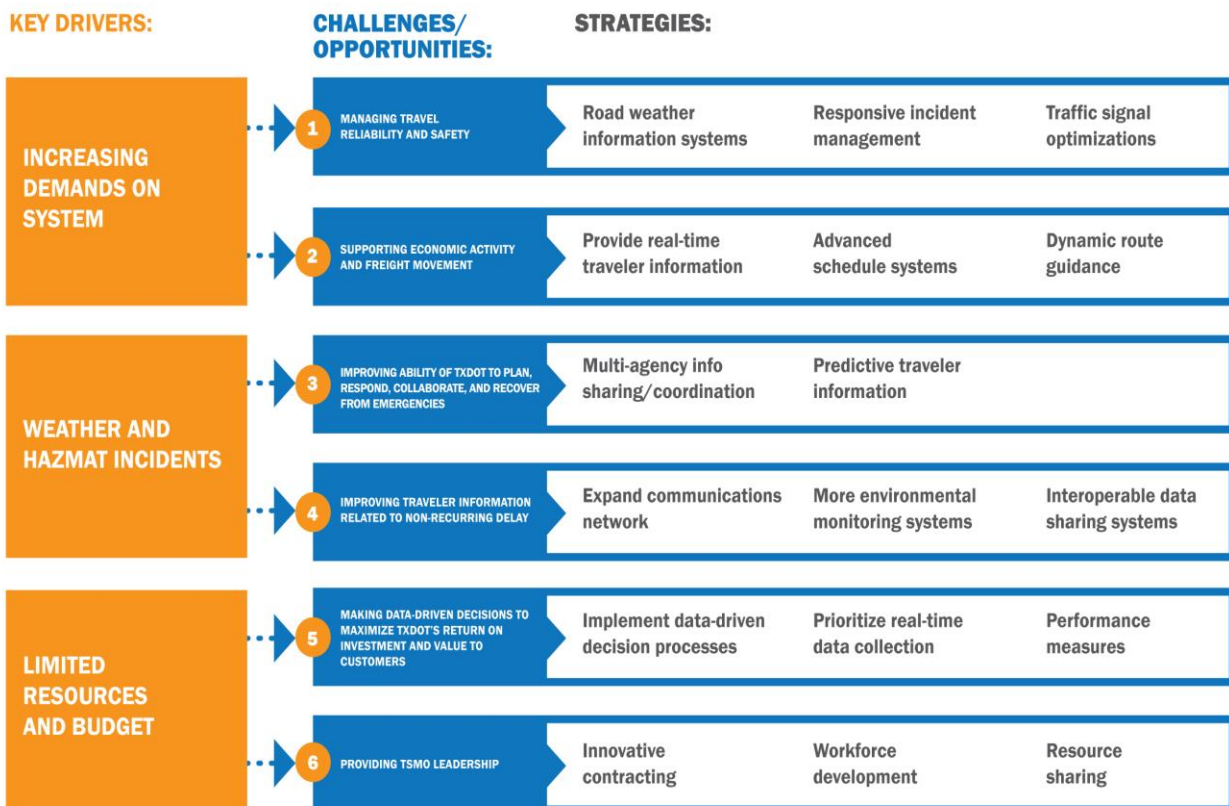 KEY DRIVERS:
CHALLENGES/
OPPORTUNITIES:
STRATEGIES:
INCREASING
DEMANDS ON
SYSTEM
1
MANAGING TRAVEL
RELIABILITY AND SAFETY
Road weather
information systems
Responsive incident
management
Traffic signal
optimizations
2
SUPPORTING ECONOMIC ACTIVITY
AND FREIGHT MOVEMENT
Provide real-time
traveler information
Advanced
schedule systems
Dynamic route
guidance
WEATHER AND
HAZMAT INCIDENTS
3
IMPROVING ABILITY OF TXDOT TO PLAN,
RESPOND, COLLABORATE, AND RECOVER
FROM EMERGENCIES
Multi-agency info
sharing/coordination
Predictive traveler
information
4
IMPROVING TRAVELER INFORMATION
RELATED TO NON-RECURRING DELAY
Expand communications
network
More environmental
monitoring systems
Interoperable data
sharing systems
LIMITED
RESOURCES
AND BUDGET
5
MAKING DATA-DRIVEN DECISIONS TO
MAXIMIZE TXDOT'S RETURN ON
INVESTMENT AND VALUE TO
CUSTOMERS
Implement data-driven
decision processes
Prioritize real-time
data collection
Performance
measures
6
PROVIDING TSMO LEADERSHIP
Innovative
contracting
Workforce
development
Resource
sharing